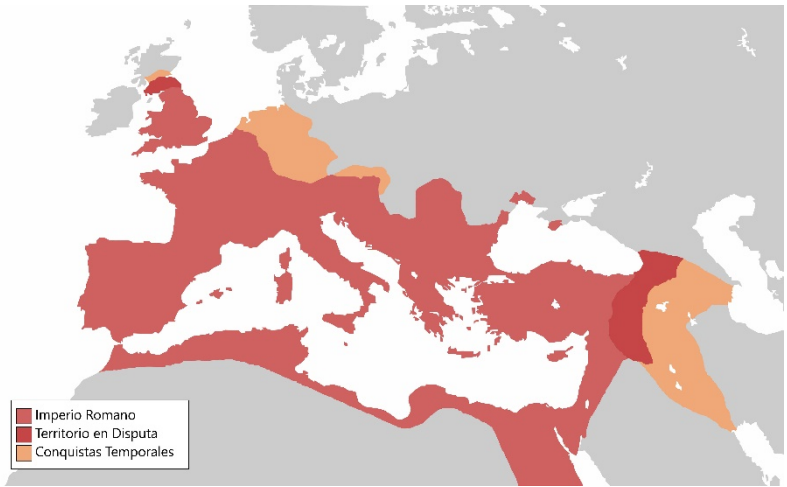 Imperio Romano
Territorio en Disputa
Conquistas Temporales